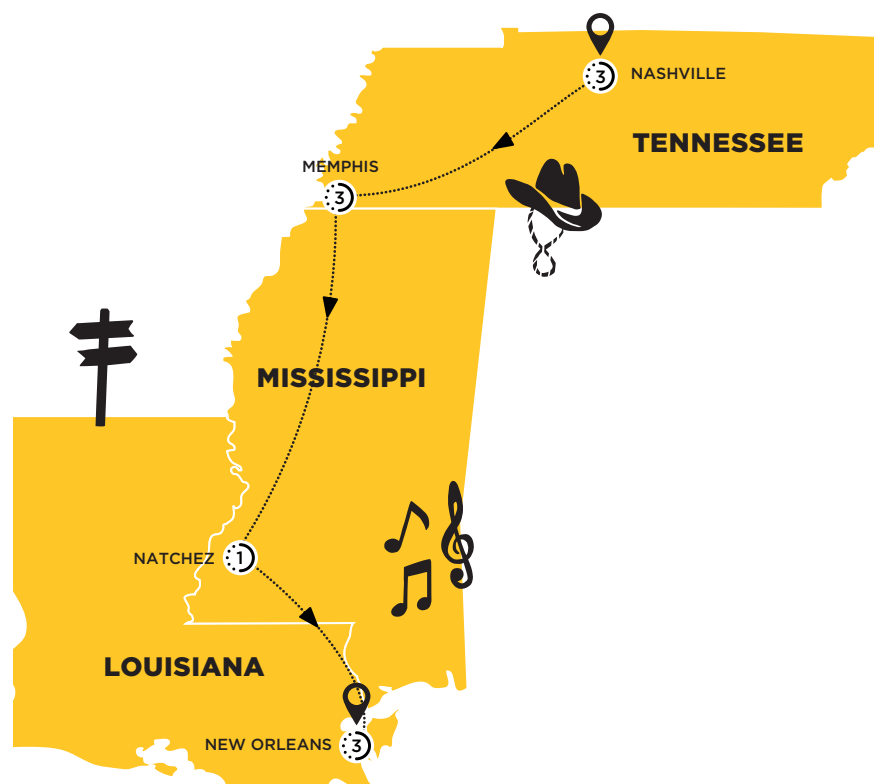 3
NASHVILLE
TENNESSEE
MEMPHIS
3
MISSISSIPPI
NATCHEZ
1
LOUISIANA
NEW ORLEANS
3